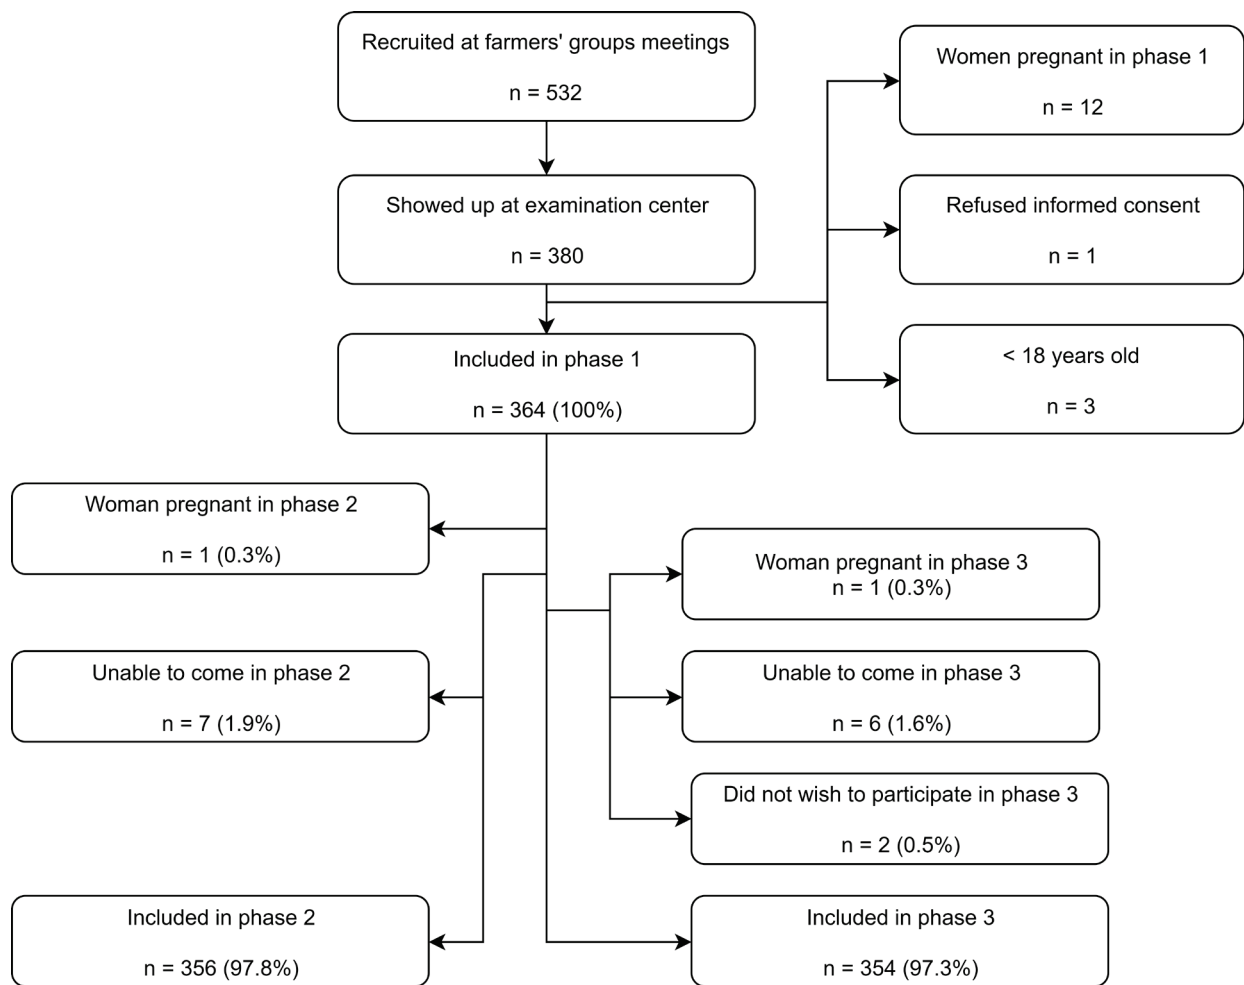 Recruited at farmers' groups meetings
n = 532
Women pregnant in phase 1
n = 12
Showed up at examination center
n = 380
Refused informed consent
n = 1
Included in phase 1
n = 364 (100%)
< 18 years old
n = 3
Woman pregnant in phase 2
n = 1 (0.3%)
Woman pregnant in phase 3
n = 1 (0.3%)
Unable to come in phase 2
n = 7 (1.9%)
Unable to come in phase 3
n = 6 (1.6%)
Did not wish to participate in phase 3
n = 2 (0.5%)
Included in phase 2
n = 356 (97.8%)
Included in phase 3
n = 354 (97.3%)